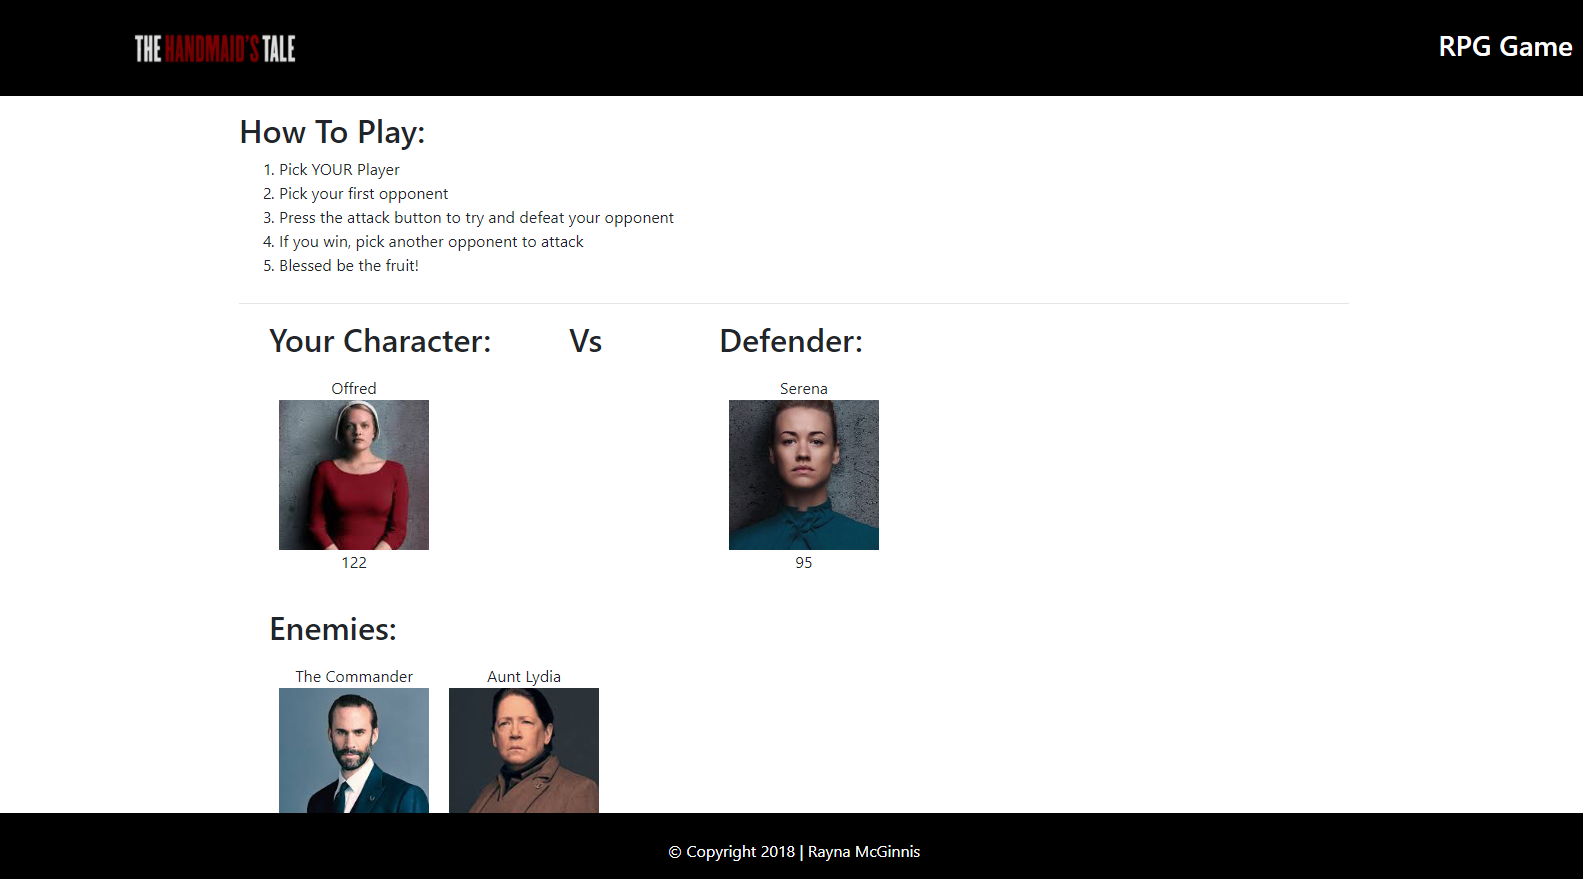 THE HANDMAID'S TALE
RPG Game
How To Play:
1. Pick YOUR Player
2. Pick your first opponent
3. Press the attack button to try and defeat your opponent
4. If you win, pick another opponent to attack
5. Blessed be the fruit!
Your Character:
Vs
Defender:
Offred
Serena
122
95
Enemies:
The Commander
Aunt Lydia
© Copyright 2018 | Rayna McGinnis